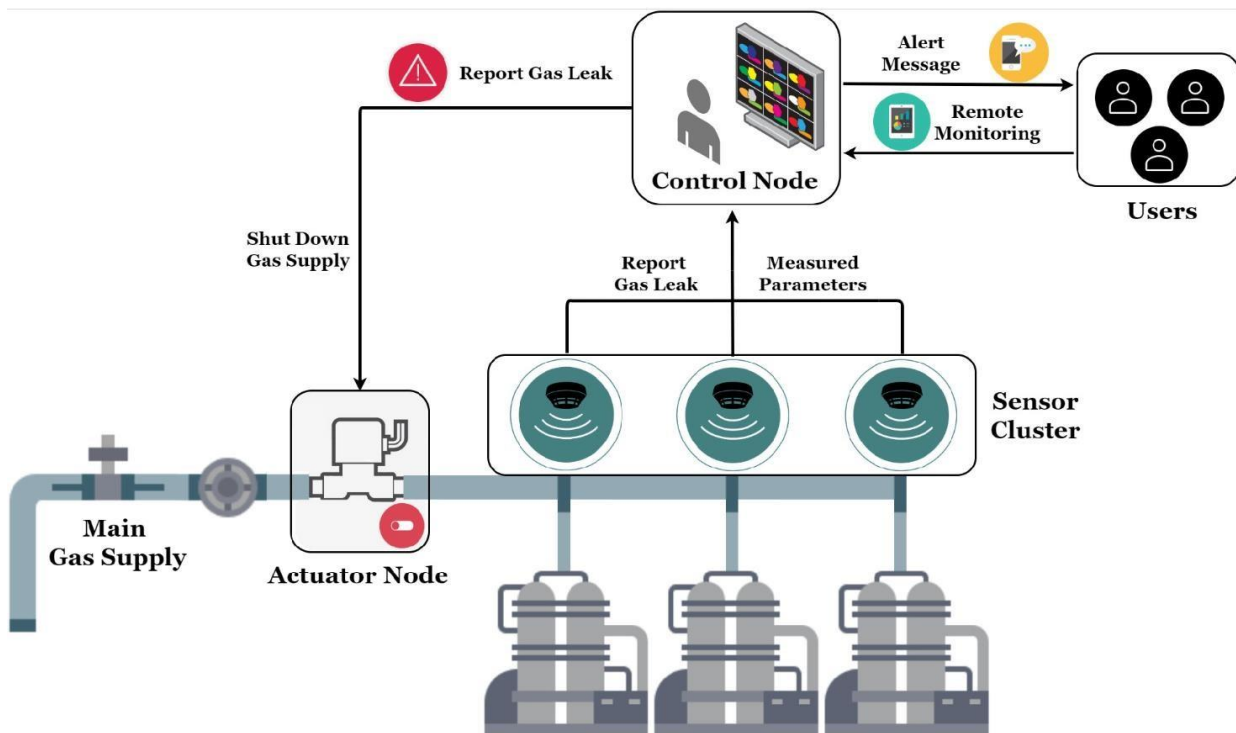 Report Gas Leak
Alert
Message
Remote
Monitoring
Control Node
Users
Shut Down
Gas Supply
Report
Gas Leak
Measured
Parameters
Sensor
Cluster
Main
Gas Supply
Actuator Node